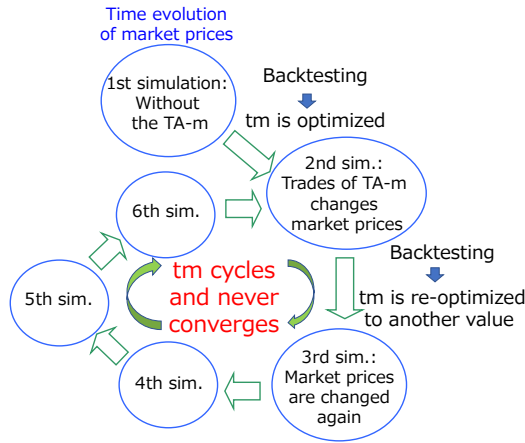 Time evolution
of market prices
1st simulation:
Without
the TA-m
Backtesting
tm is optimized
2nd sim.:
Trades of TA-m
changes
market prices
6th sim.
Backtesting
tm is re-optimized
to another value
tm cycles
and never
converges
5th sim.
3rd sim.:
Market prices
are changed
again
4th sim.